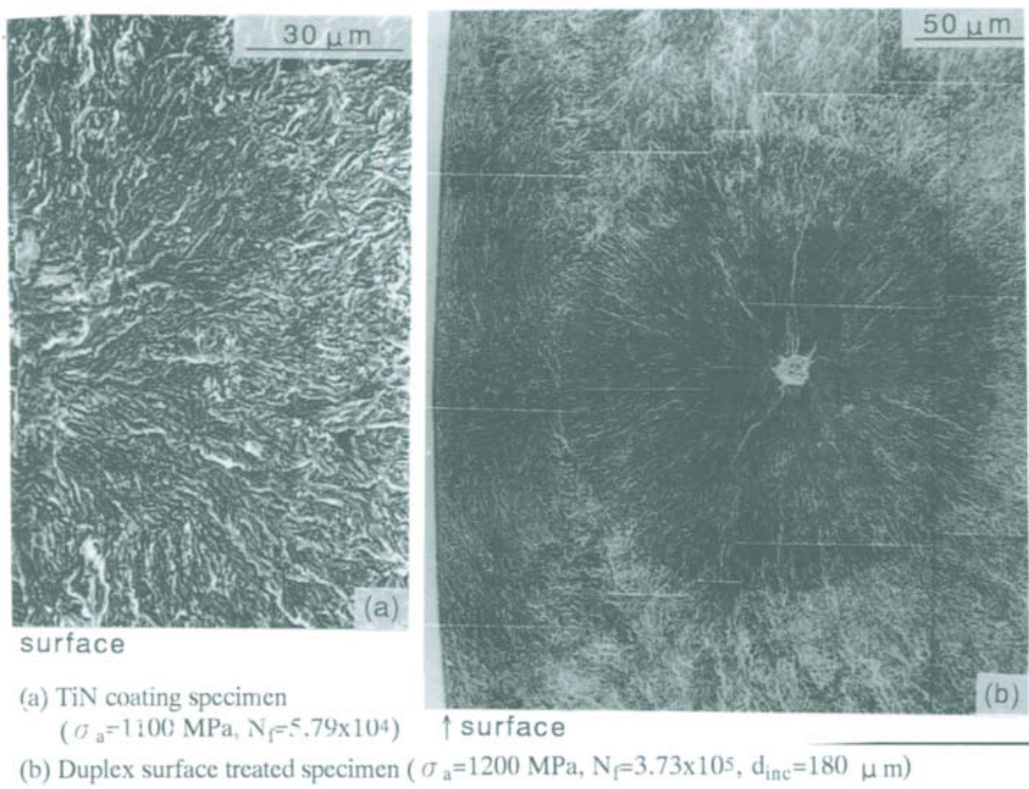 30 μm
50 μm
(a)
(b)
surface
↑ surface
(a) TiN coating specimen
(σa=1100 MPa, Nf=5.79x10⁴)
(b) Duplex surface treated specimen (σa=1200 MPa, Nf=3.73x10⁵, dinc=180 μm)